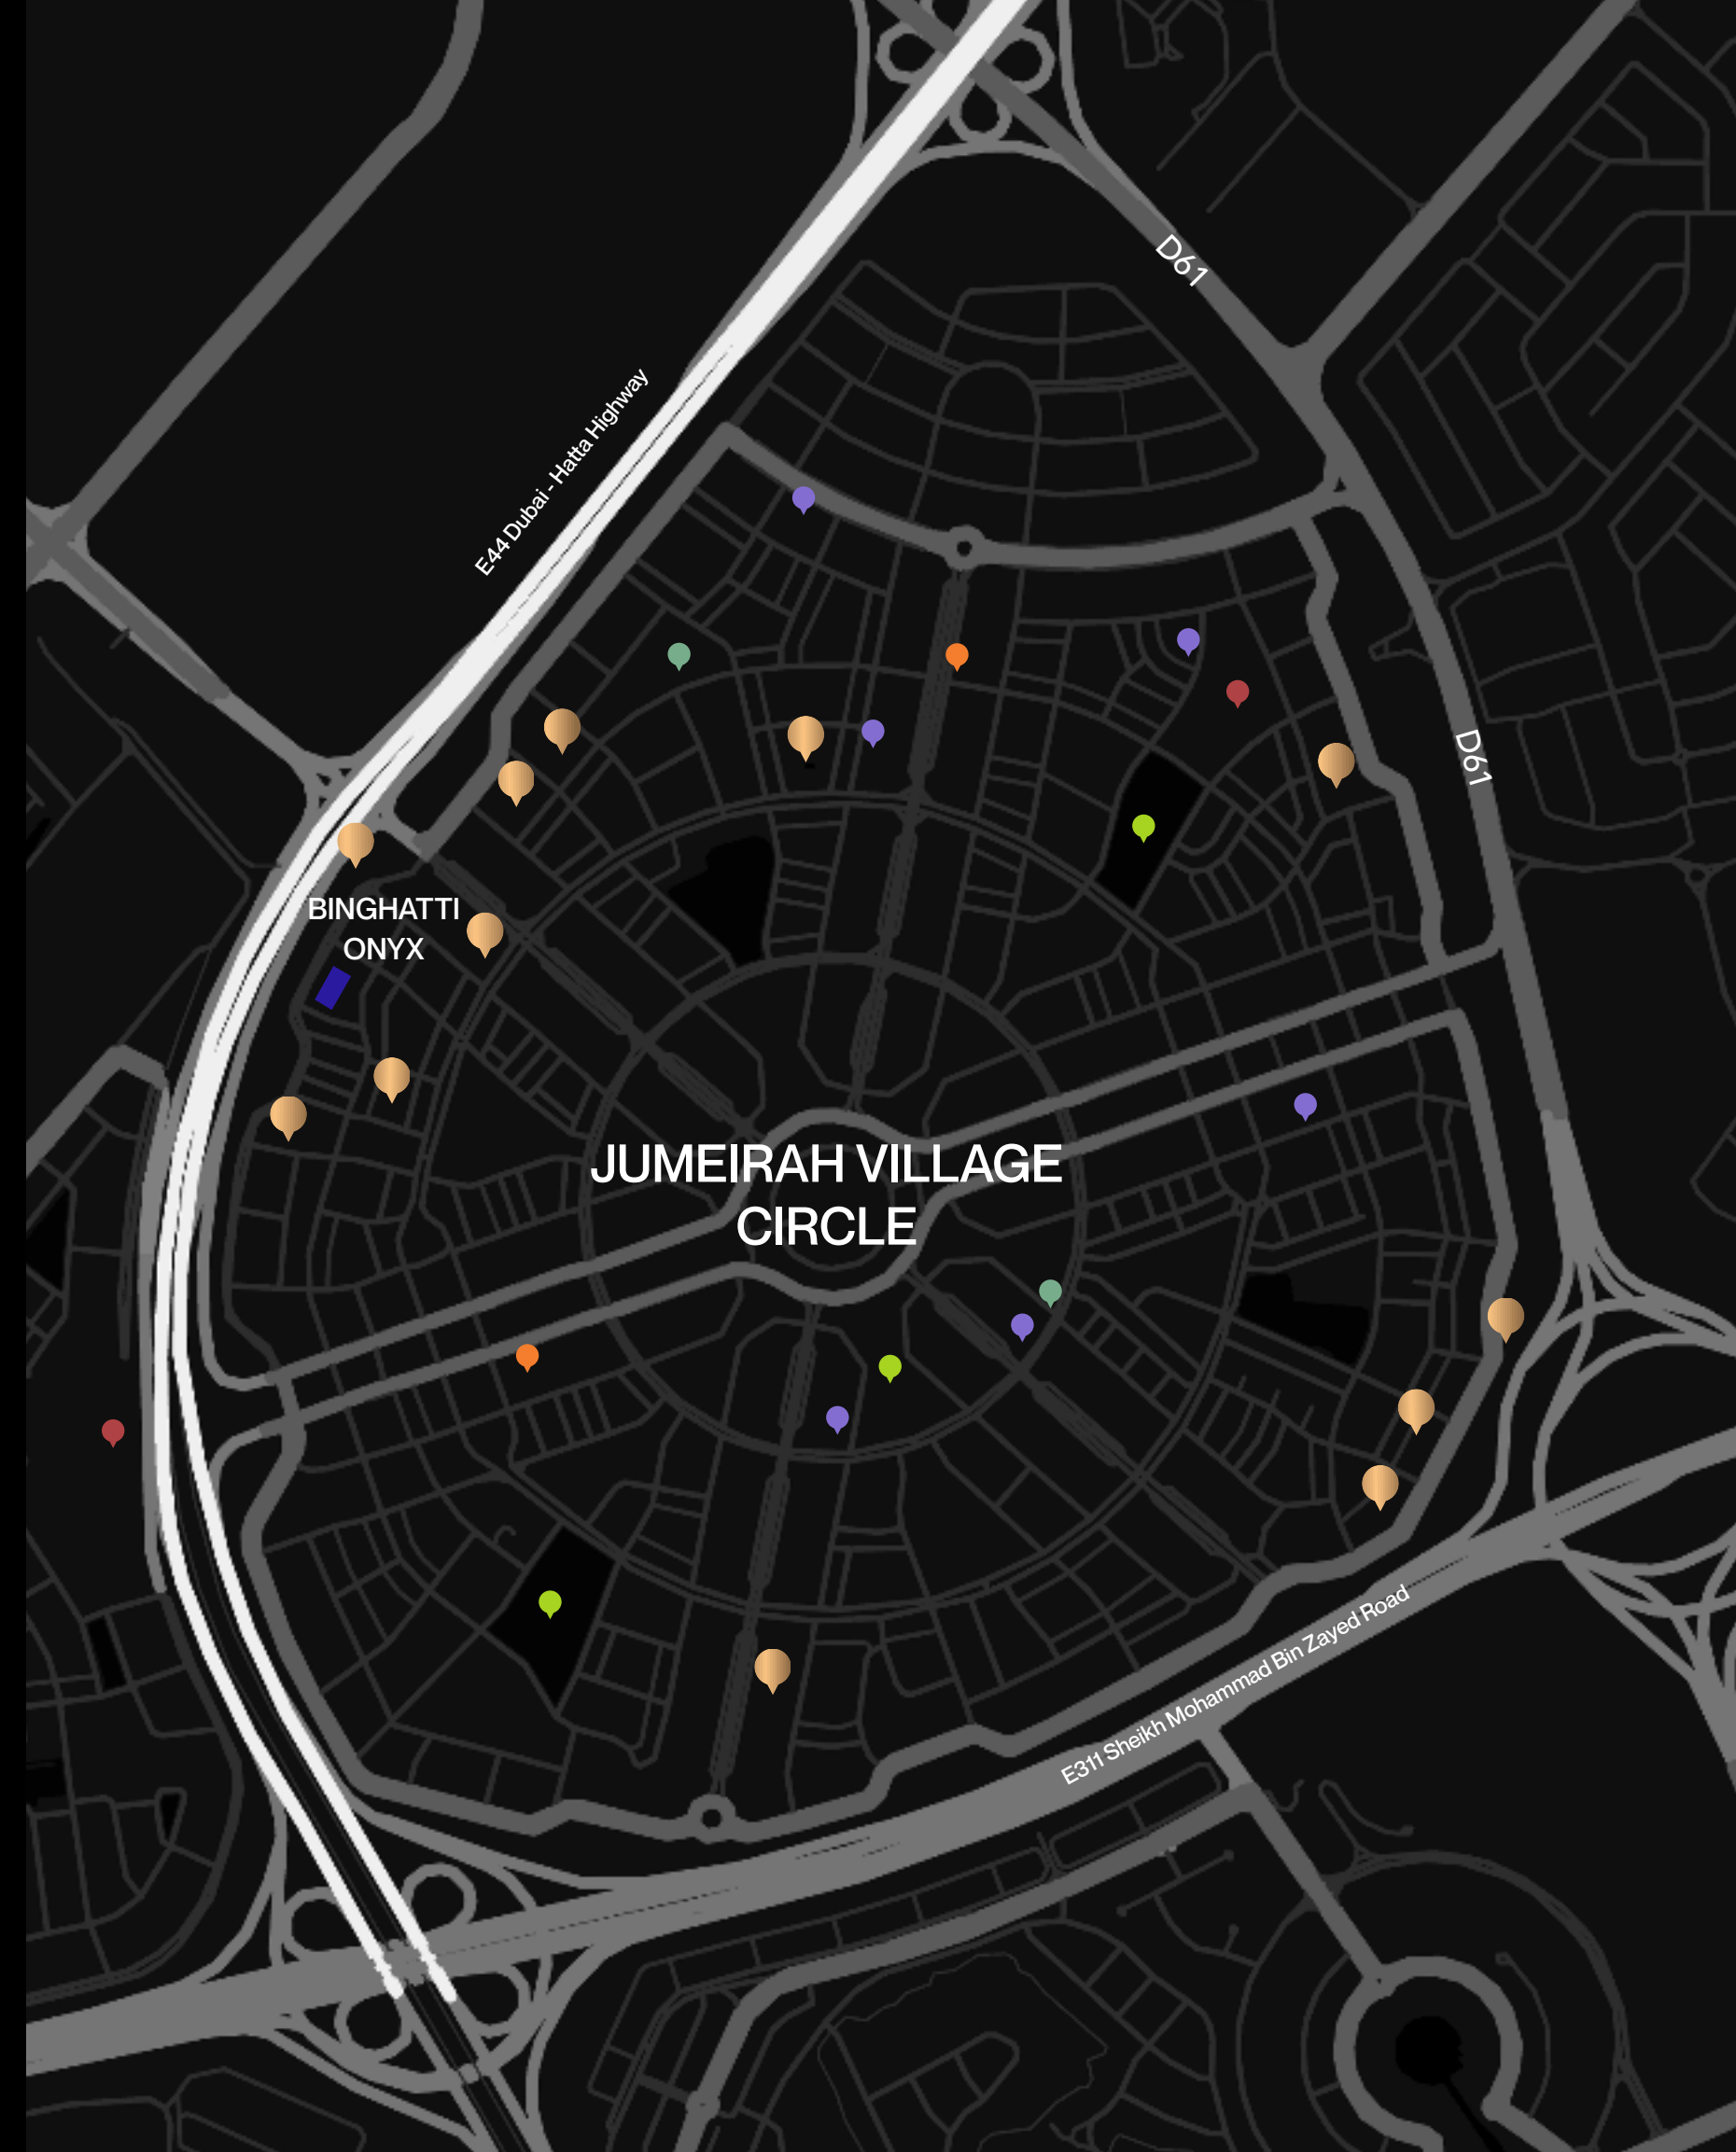 D61
E44 Dubai - Hatta Highway
D61
BINGHATTI
ONYX
JUMEIRAH VILLAGE
CIRCLE
E311 Sheikh Mohammad Bin Zayed Road